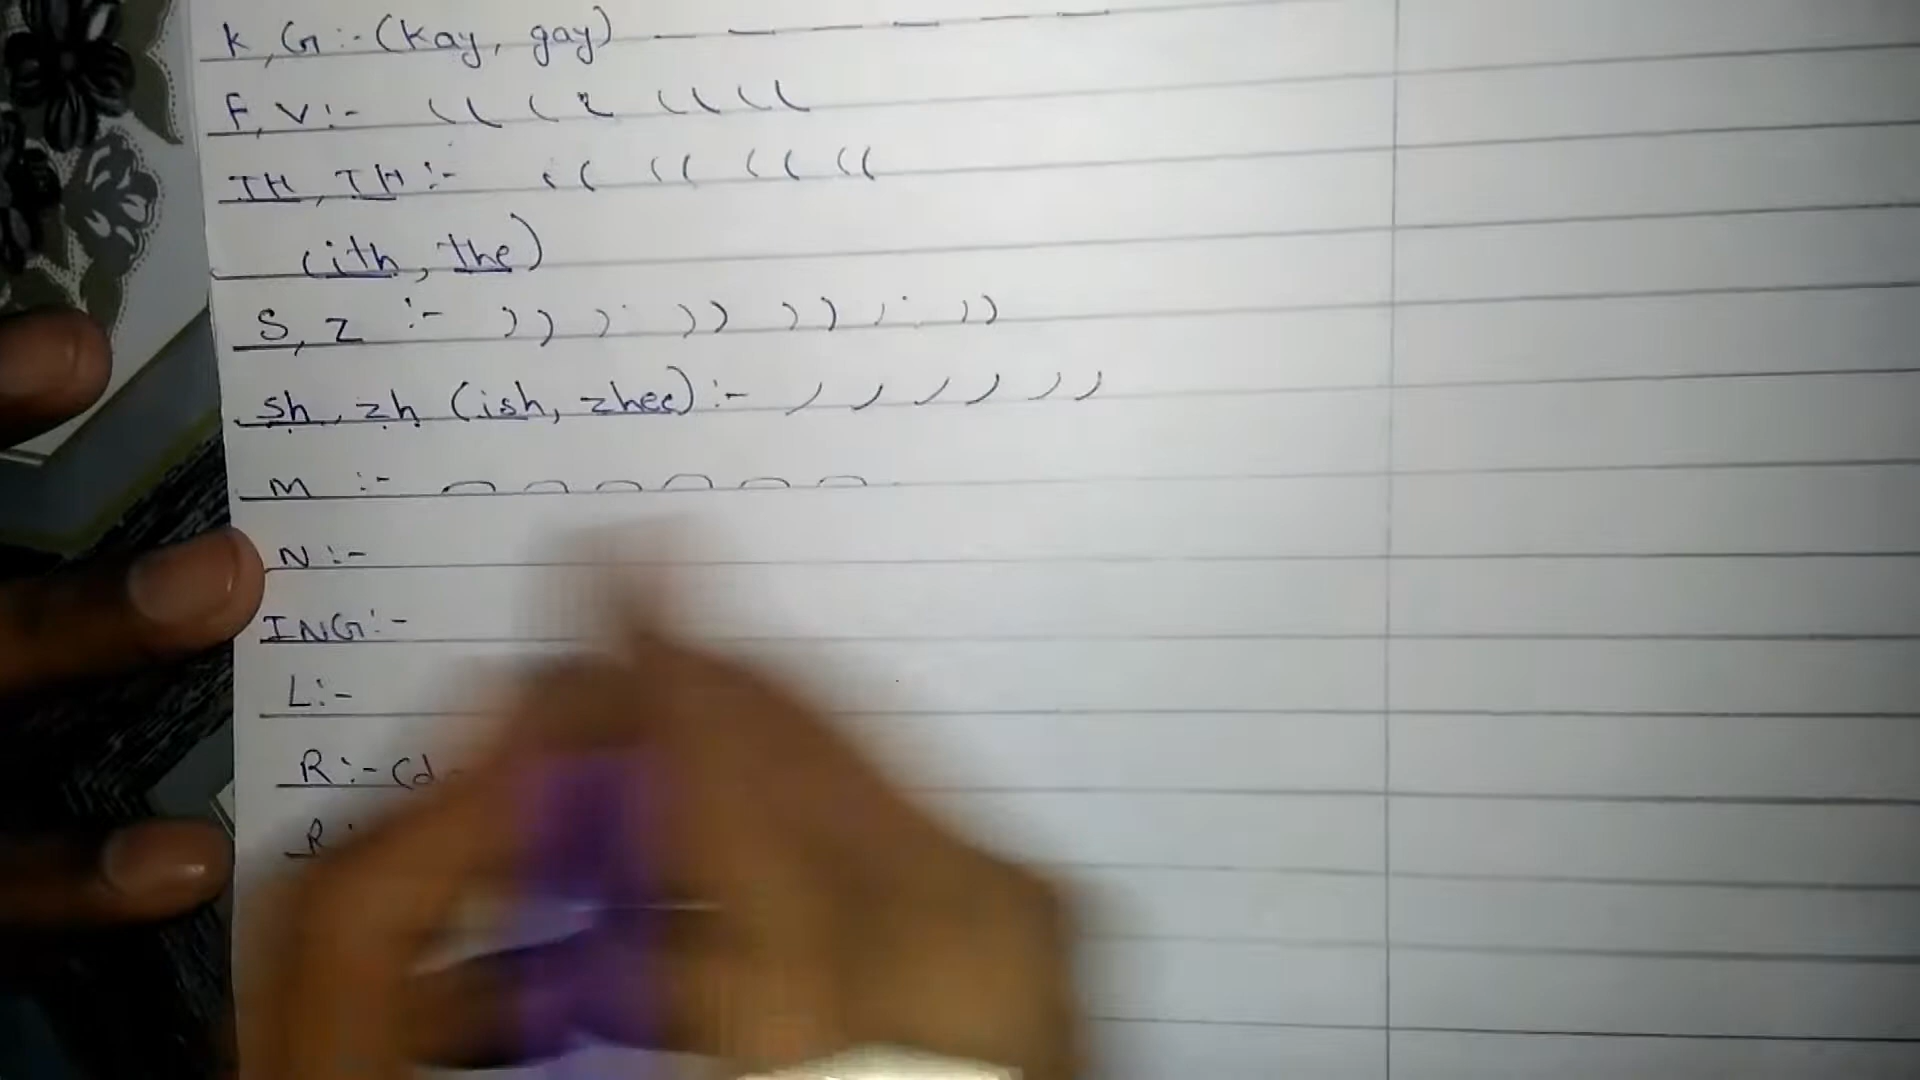 K, G :- (Kay, gay) — — — — — —
F, V :-
TH, TH :-
(ith, the)
S, Z :-
Sh, zh (ish, zhee) :-
M :-
N :-
ING :-
L :-
R :- (d
R :